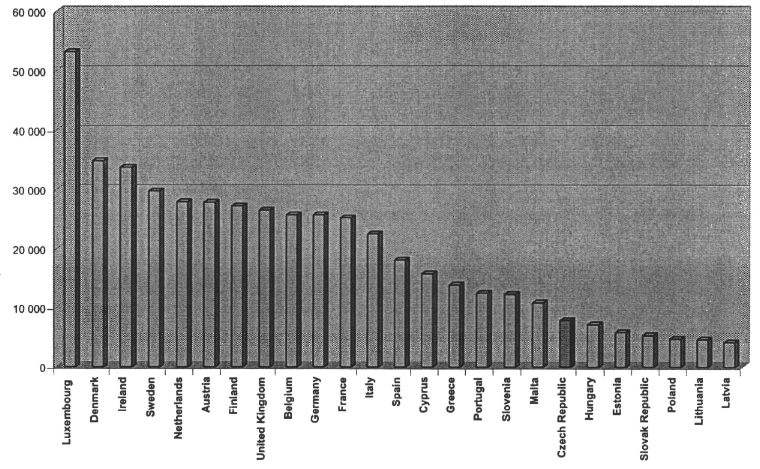 60 000
50 000
40 000
30 000
20 000
10 000
0
Luxembourg
Denmark
Ireland
Sweden
Netherlands
Austria
Finland
United Kingdom
Belgium
Germany
France
Italy
Spain
Cyprus
Greece
Portugal
Slovenia
Malta
Czech Republic
Hungary
Estonia
Slovak Republic
Poland
Lithuania
Latvia